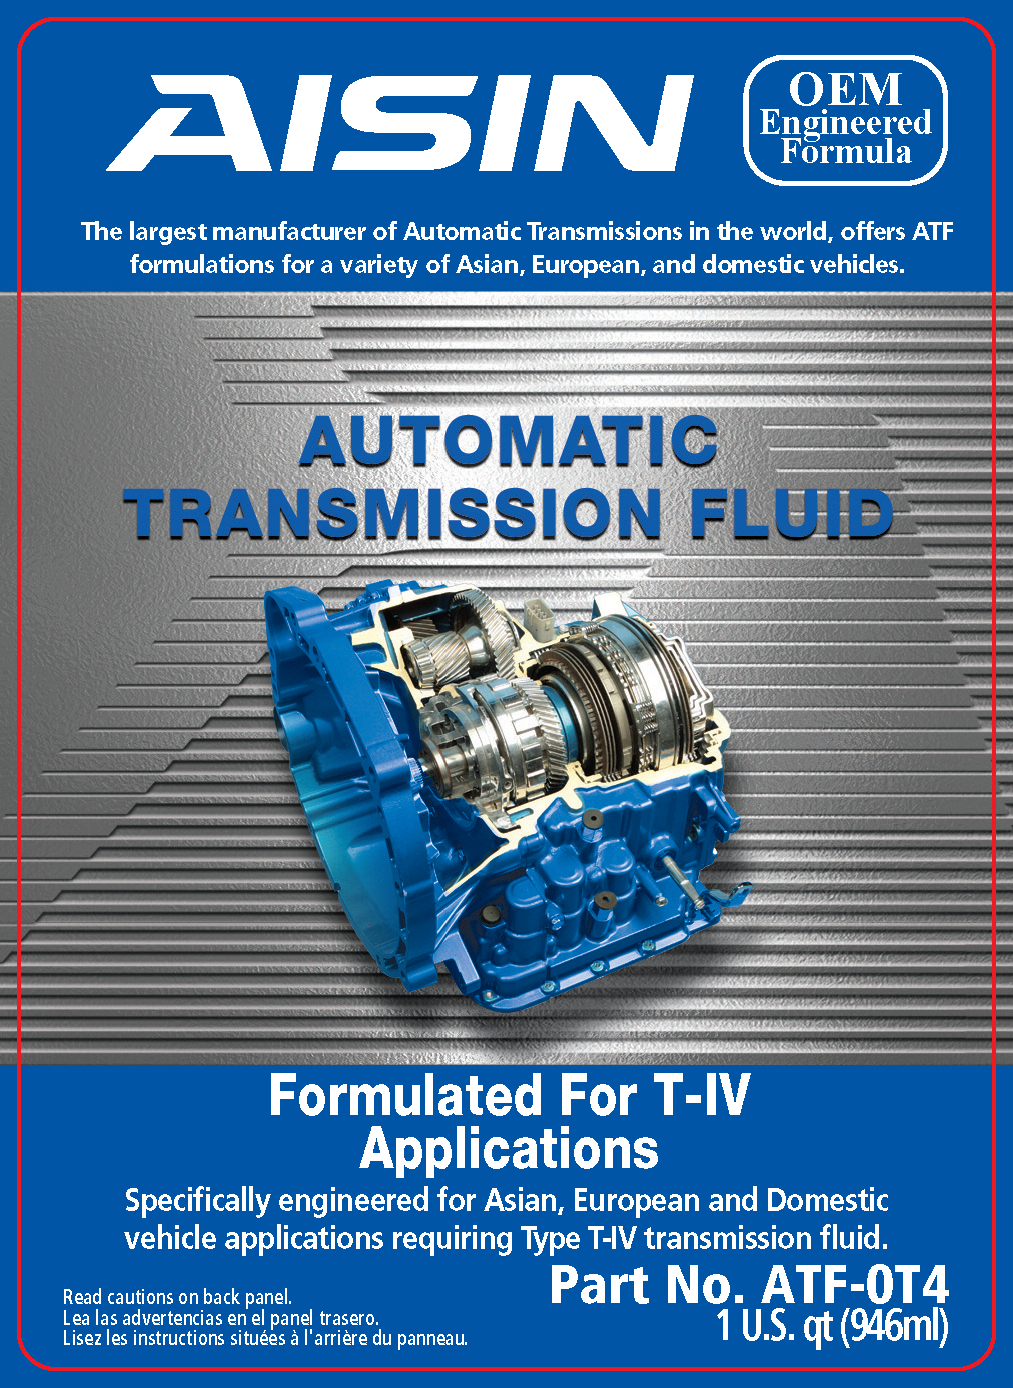 AISIN
OEM
Engineered
Formula
The largest manufacturer of Automatic Transmissions in the world, offers ATF
formulations for a variety of Asian, European, and domestic vehicles.
AUTOMATIC
TRANSMISSION FLUID
Formulated For T-IV
Applications
Specifically engineered for Asian, European and Domestic
vehicle applications requiring Type T-IV transmission fluid.
Part No. ATF-0T4
1 U.S. qt (946ml)
Read cautions on back panel.
Lea las advertencias en el panel trasero.
Lisez les instructions situées à l'arrière du panneau.